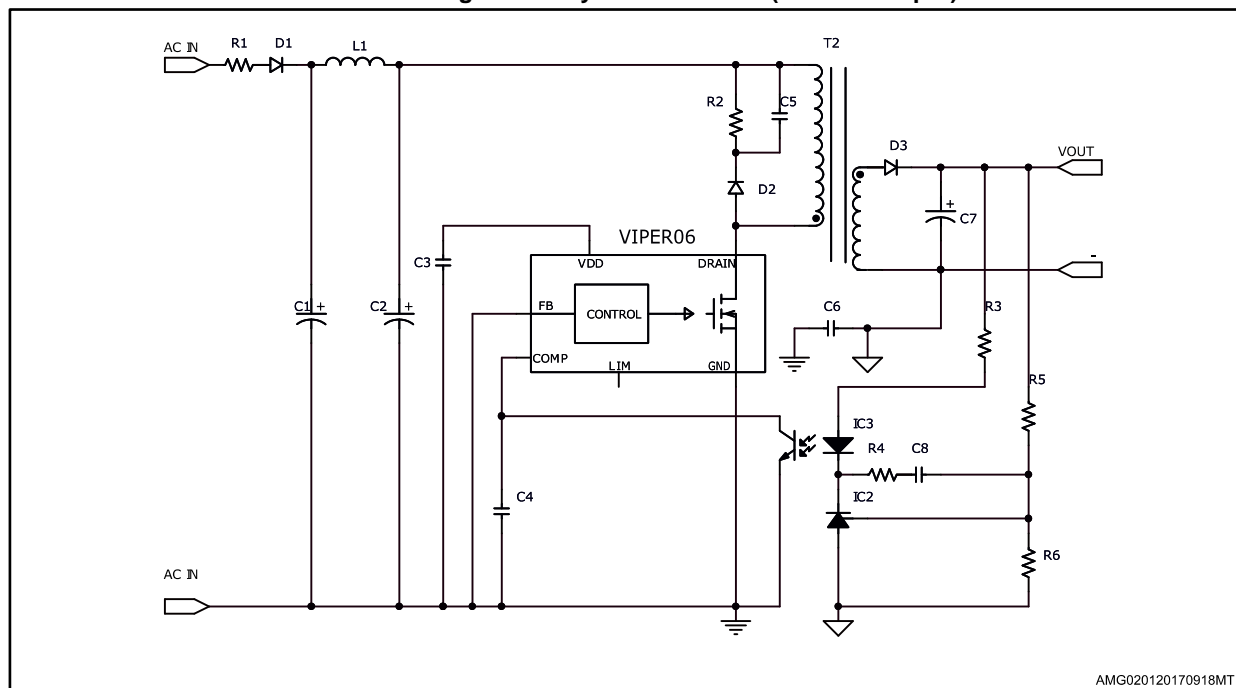 AC IN
R1
D1
L1
T2
R2
C5
D3
VOUT
D2
C7
VIPER06
-
C3
VDD
DRAIN
C1 +
C2 +
FB
CONTROL
C6
R3
COMP
LIM
GND
R5
IC3
R4
C8
C4
IC2
R6
AC IN
+
AMG020120170918MT